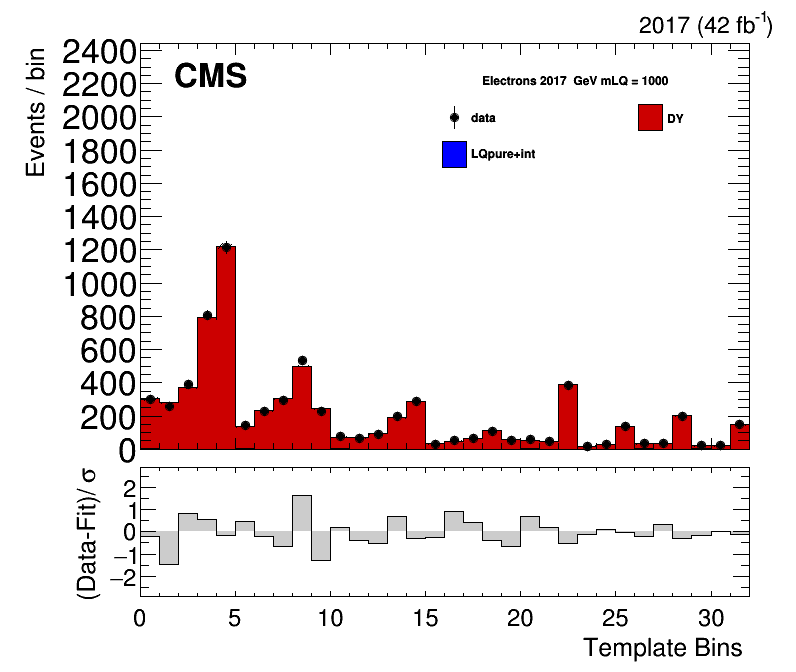 2017 (42 fb-1)
CMS
Electrons 2017 GeV mLQ = 1000
data
DY
LQpure+int
Events / bin
2400
2200
2000
1800
1600
1400
1200
1000
800
600
400
200
0
(Data-Fit)/ σ
2
1
0
−1
−2
0 5 10 15 20 25 30
Template Bins